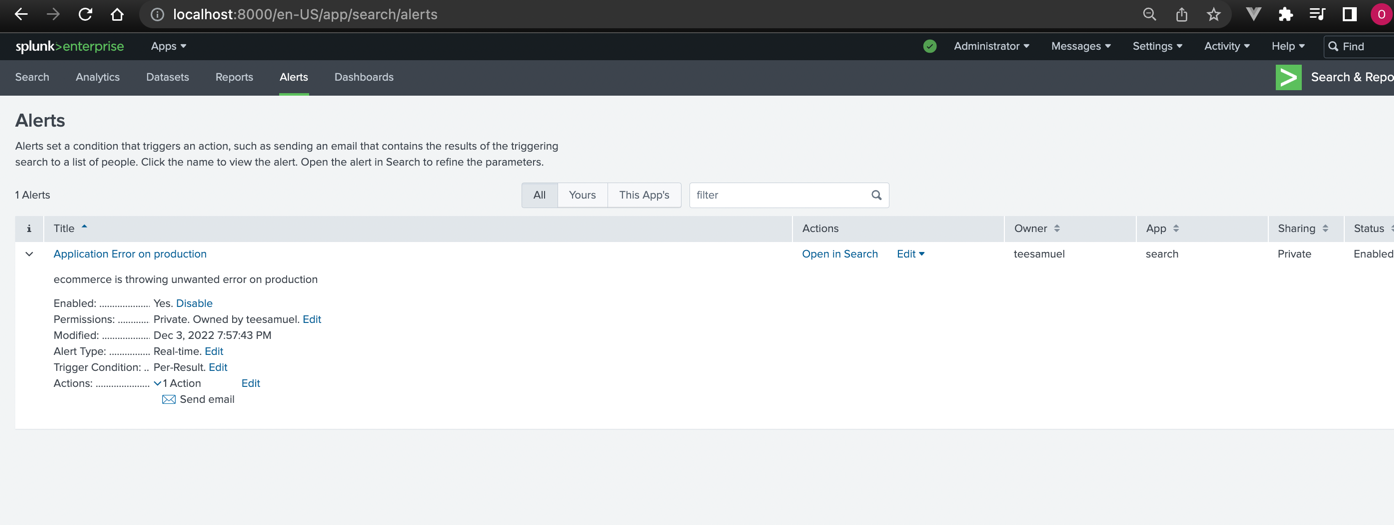 localhost:8000/en-US/app/search/alerts
O
splunk>enterprise Apps Administrator Messages Settings Activity Help Find
Search Analytics Datasets Reports Alerts Dashboards > Search & Repo
Alerts
Alerts set a condition that triggers an action, such as sending an email that contains the results of the triggering
search to a list of people. Click the name to view the alert. Open the alert in Search to refine the parameters.
1 Alerts All Yours This App's filter
i Title Actions Owner App Sharing Status
Application Error on production Open in Search Edit teesamuel search Private Enabled
ecommerce is throwing unwanted error on production
Enabled: .................... Yes. Disable
Permissions: ............ Private. Owned by teesamuel. Edit
Modified: ................... Dec 3, 2022 7:57:43 PM
Alert Type: ................ Real-time. Edit
Trigger Condition: .. Per-Result. Edit
Actions: ..................... 1 Action Edit
Send email